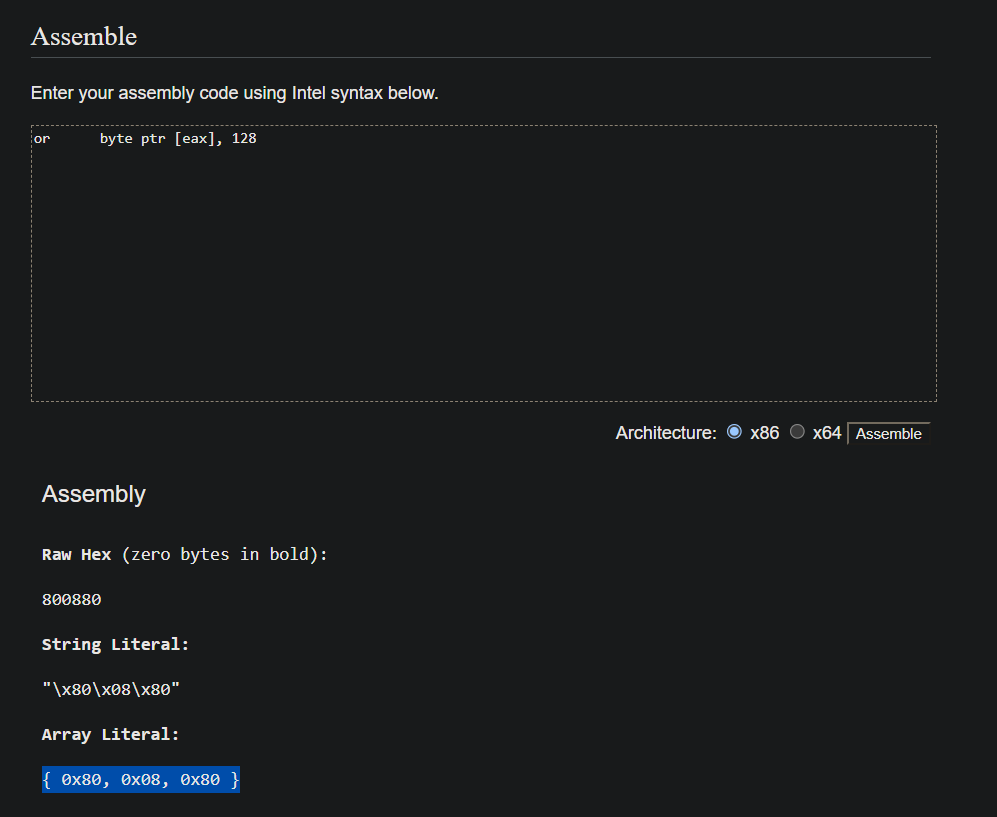 Assemble
Enter your assembly code using Intel syntax below.
or      byte ptr [eax], 128
Architecture: x86 x64 Assemble
Assembly
Raw Hex (zero bytes in bold):
800880
String Literal:
"\x80\x08\x80"
Array Literal:
{ 0x80, 0x08, 0x80 }